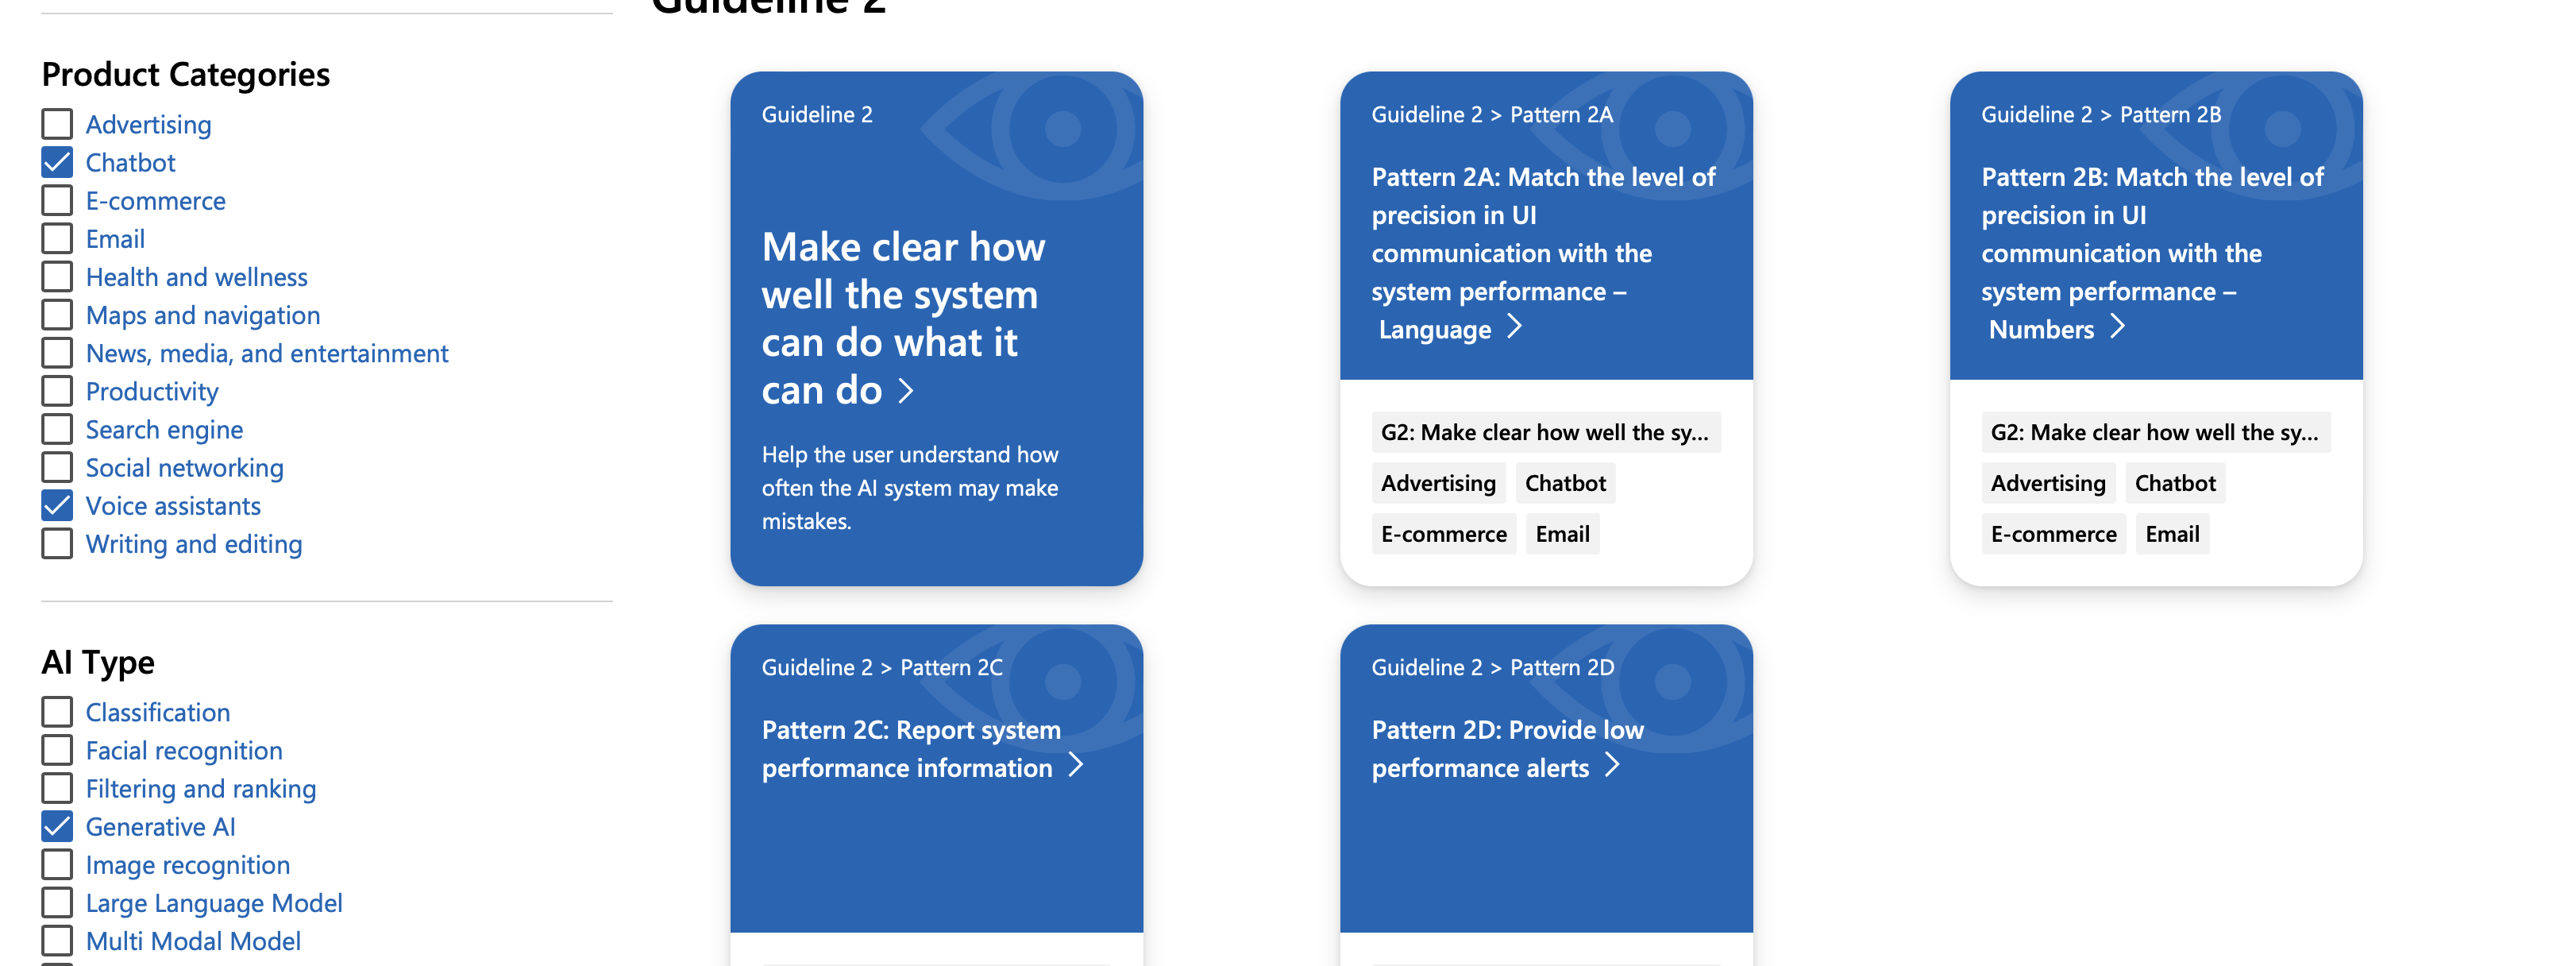 Guideline 2
Product Categories
Advertising
Chatbot
E-commerce
Email
Health and wellness
Maps and navigation
News, media, and entertainment
Productivity
Search engine
Social networking
Voice assistants
Writing and editing
AI Type
Classification
Facial recognition
Filtering and ranking
Generative AI
Image recognition
Large Language Model
Multi Modal Model
Guideline 2
Make clear how
well the system
can do what it
can do >
Help the user understand how
often the AI system may make
mistakes.
Guideline 2 > Pattern 2A
Pattern 2A: Match the level of
precision in UI
communication with the
system performance –
Language >
G2: Make clear how well the sy...
Advertising Chatbot
E-commerce Email
Guideline 2 > Pattern 2B
Pattern 2B: Match the level of
precision in UI
communication with the
system performance –
Numbers >
G2: Make clear how well the sy...
Advertising Chatbot
E-commerce Email
Guideline 2 > Pattern 2C
Pattern 2C: Report system
performance information >
Guideline 2 > Pattern 2D
Pattern 2D: Provide low
performance alerts >